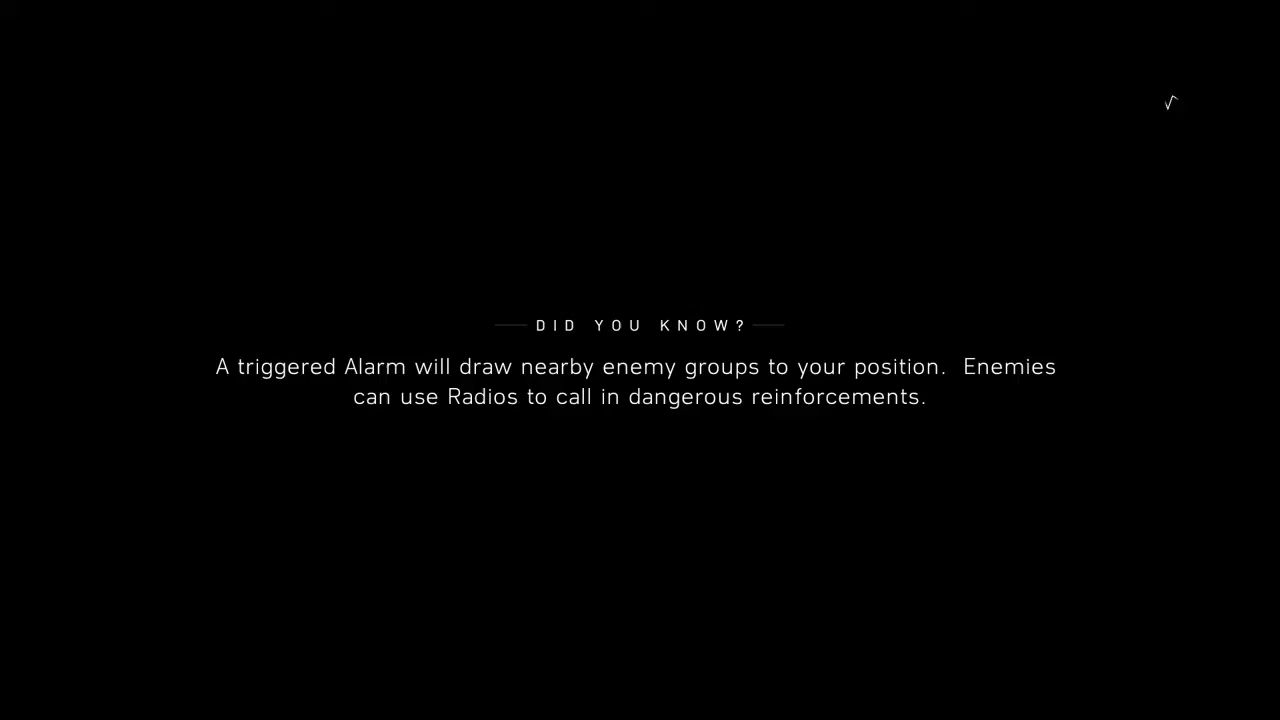 DID YOU KNOW?
A triggered Alarm will draw nearby enemy groups to your position.  Enemies
can use Radios to call in dangerous reinforcements.